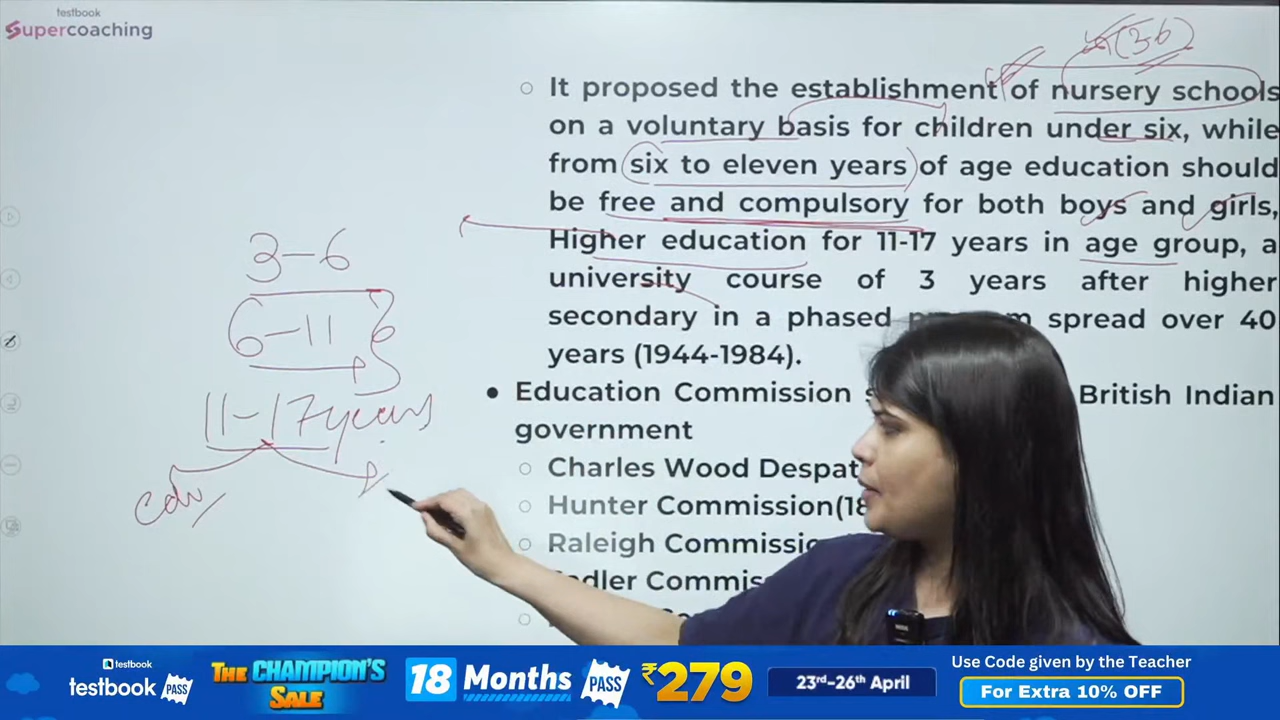 testbook
Supercoaching
(36)
It proposed the establishment of nursery schools
on a voluntary basis for children under six, while
from six to eleven years of age education should
be free and compulsory for both boys and girls,
Higher education for 11-17 years in age group, a
university course of 3 years after higher
secondary in a phased spread over 40
years (1944-1984).
Education Commission British Indian
government
Charles Wood Despat
Hunter Commission(18
Raleigh Commissio
dler Commis
3-6
6-11
11-17 years
Edu
testbook
testbook PASS
THE CHAMPION'S SALE
18 Months PASS ₹279
23rd-26th April
Use Code given by the Teacher
For Extra 10% OFF